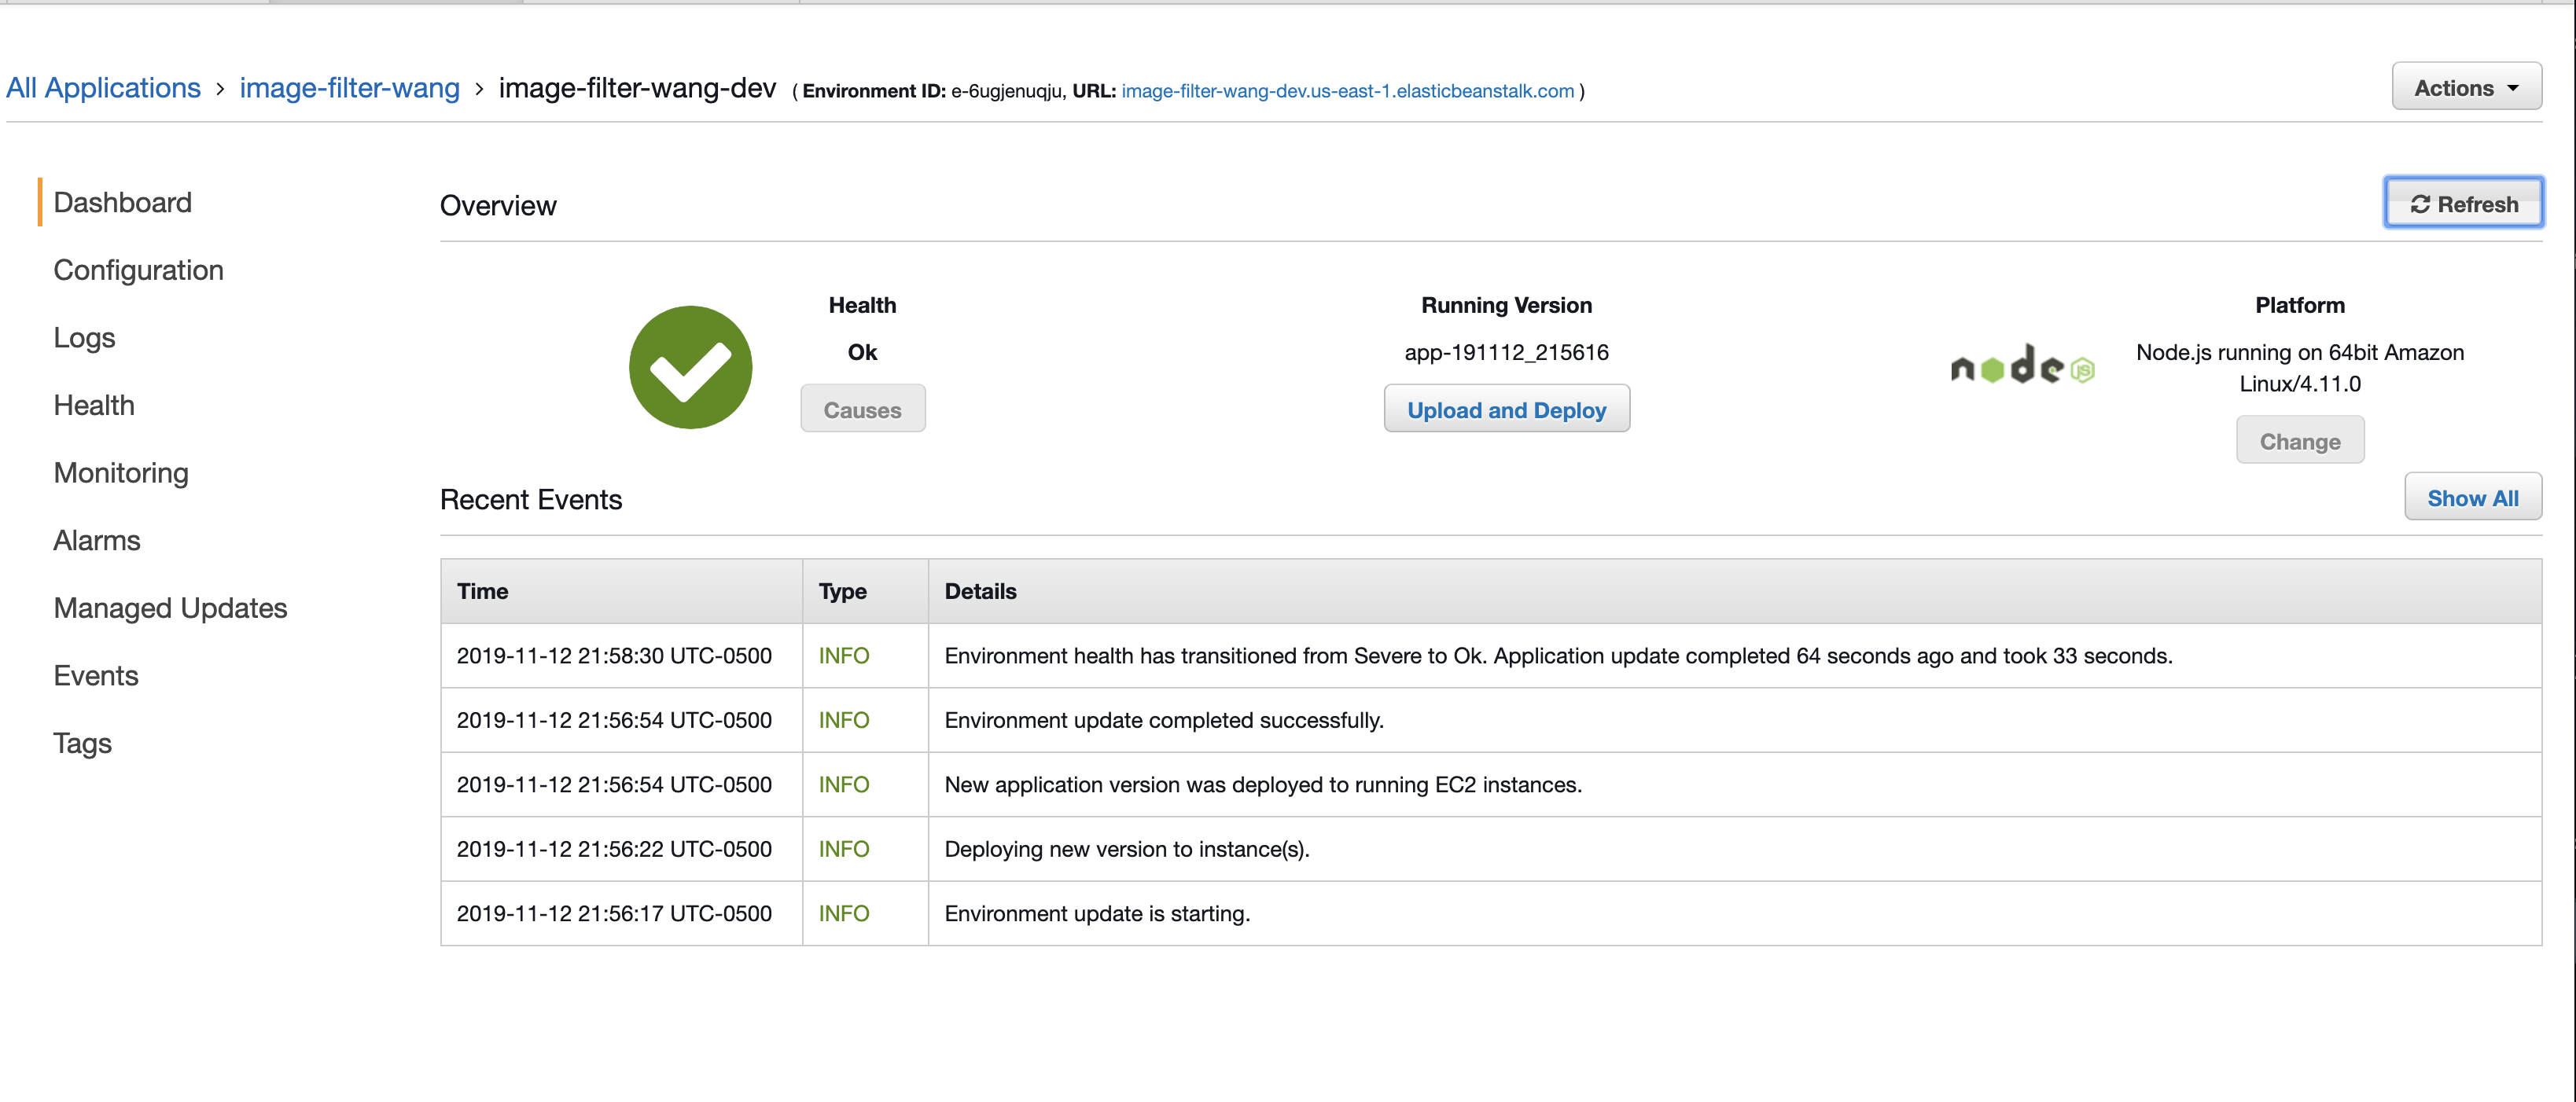 All Applications › image-filter-wang › image-filter-wang-dev ( Environment ID: e-6ugjenuqju, URL: image-filter-wang-dev.us-east-1.elasticbeanstalk.com )
Actions
Dashboard
Configuration
Logs
Health
Monitoring
Alarms
Managed Updates
Events
Tags
Overview
Refresh
Health
Ok
Causes
Running Version
app-191112_215616
Upload and Deploy
node JS
Platform
Node.js running on 64bit Amazon
Linux/4.11.0
Change
Recent Events
Show All
Time Type Details
2019-11-12 21:58:30 UTC-0500 INFO Environment health has transitioned from Severe to Ok. Application update completed 64 seconds ago and took 33 seconds.
2019-11-12 21:56:54 UTC-0500 INFO Environment update completed successfully.
2019-11-12 21:56:54 UTC-0500 INFO New application version was deployed to running EC2 instances.
2019-11-12 21:56:22 UTC-0500 INFO Deploying new version to instance(s).
2019-11-12 21:56:17 UTC-0500 INFO Environment update is starting.